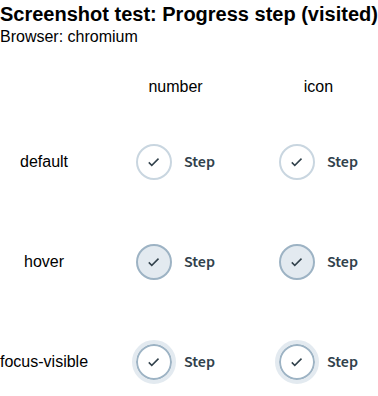 Screenshot test: Progress step (visited)
Browser: chromium
number icon
default Step Step
hover Step Step
focus-visible Step Step